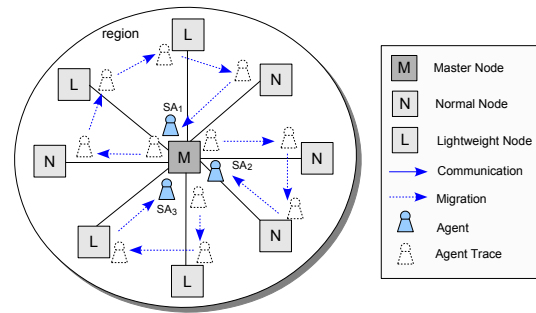 region
L
L
N
SA1
N
M
SA2
N
SA3
L
N
L
M Master Node
N Normal Node
L Lightweight Node
Communication
Migration
Agent
Agent Trace